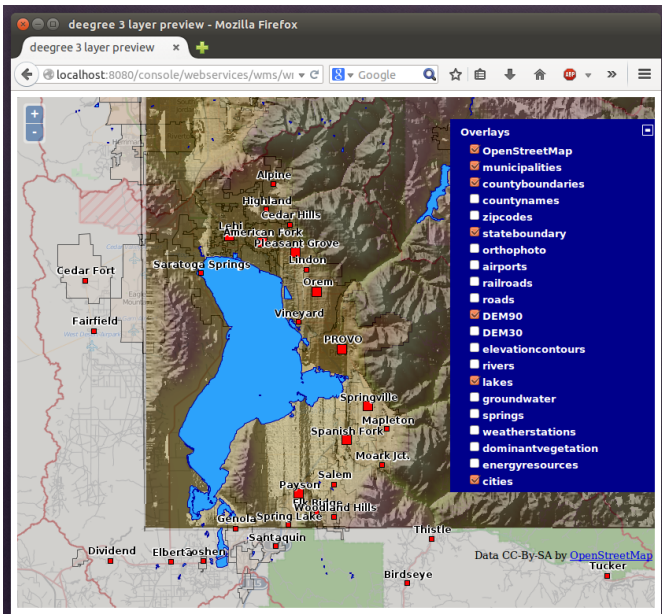 deegree 3 layer preview - Mozilla Firefox
deegree 3 layer preview
localhost:8080/console/webservices/wms/
Google
ABP
+
-
Overlays
OpenStreetMap
municipalities
countyboundaries
countynames
zipcodes
stateboundary
orthophoto
airports
railroads
roads
DEM90
DEM30
elevationcontours
rivers
lakes
groundwater
springs
weatherstations
dominantvegetation
energyresources
cities
Alpine
Highland
Cedar Hills
Lehi
American Fork
Pleasant Grove
Lindon
Saratoga Springs
Cedar Fort
Orem
Eagle
Mountain
Vineyard
Fairfield
PROVO
Springville
Mapleton
Spanish Fork
Moark Jct.
Salem
Payson
Woodland Hills
Genola
Spring Lake
Thistle
Santaquin
Dividend
Elberta
Goshen
Data CC-By-SA by OpenStreetMap
Tucker
Birdseye